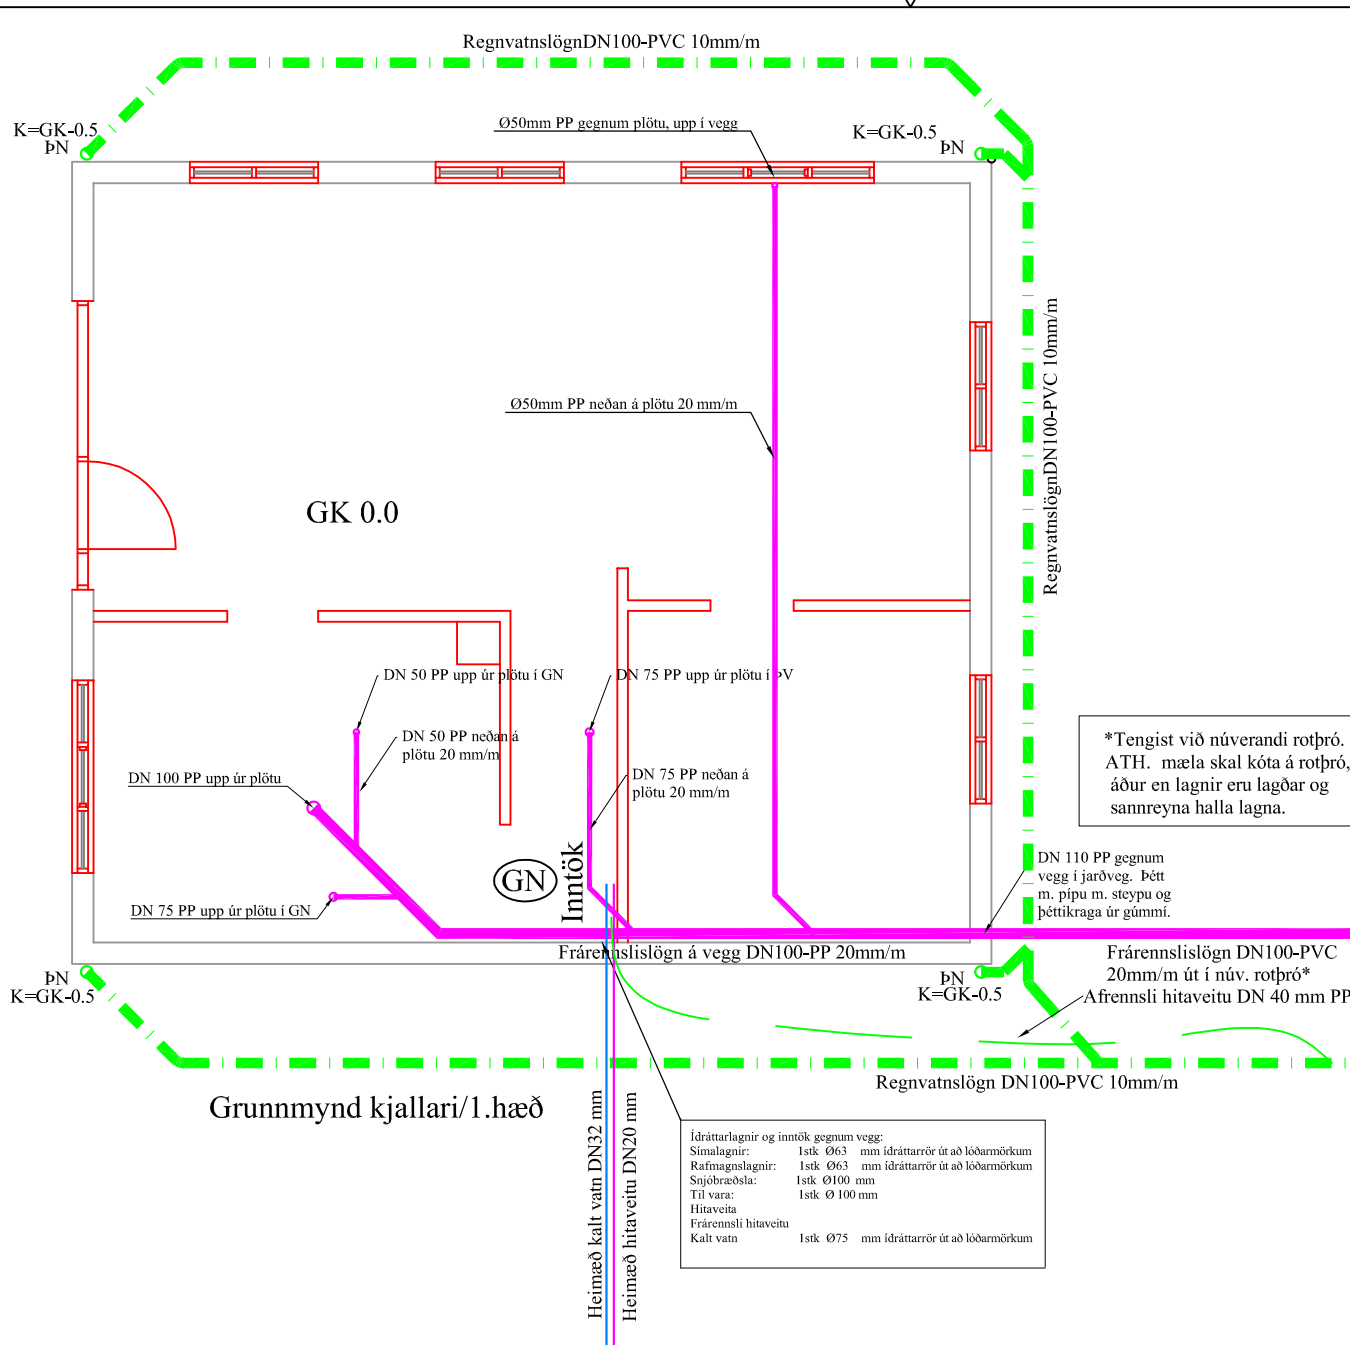 RegnvatnslögnDN100-PVC 10mm/m
K=GK-0.5
ÞN
Ø50mm PP gegnum plötu, upp í vegg
K=GK-0.5
ÞN
RegnvatnslögnDN100-PVC 10mm/m
Ø50mm PP neðan á plötu 20 mm/m
GK 0.0
DN 50 PP upp úr plötu í GN
DN 75 PP upp úr plötu í ÞV
DN 50 PP neðan á
plötu 20 mm/m
DN 100 PP upp úr plötu
DN 75 PP neðan á
plötu 20 mm/m
*Tengist við núverandi rotþró.
ATH. mæla skal kóta á rotþró,
áður en lagnir eru lagðar og
sannreyna halla lagna.
GN
Inntök
DN 75 PP upp úr plötu í GN
DN 110 PP gegnum
vegg í jarðveg. Þétt
m. pípu m. steypu og
þéttikraga úr gúmmí.
Frárennslislögn á vegg DN100-PP 20mm/m
Frárennslislögn DN100-PVC
20mm/m út í núv. rotþró*
ÞN
K=GK-0.5
ÞN
K=GK-0.5
Afrennsli hitaveitu DN 40 mm PP
Regnvatnslögn DN100-PVC 10mm/m
Grunnmynd kjallari/1.hæð
Heimæð kalt vatn DN32 mm
Heimæð hitaveitu DN20 mm
Ídráttarlagnir og inntök gegnum vegg:
Símalagnir: 1stk Ø63 mm ídráttarrör út að lóðarmörkum
Rafmagnslagnir: 1stk Ø63 mm ídráttarrör út að lóðarmörkum
Snjóbræðsla: 1stk Ø100 mm
Til vara: 1stk Ø 100 mm
Hitaveita
Frárennsli hitaveitu
Kalt vatn 1stk Ø75 mm ídráttarrör út að lóðarmörkum